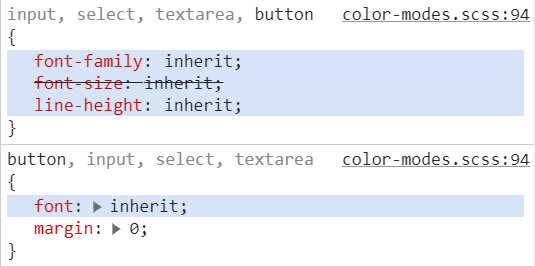 input, select, textarea, button color-modes.scss:94
{
font-family: inherit;
font-size: inherit;
line-height: inherit;
}
button, input, select, textarea color-modes.scss:94
{
font: ▶ inherit;
margin: ▶ 0;
}